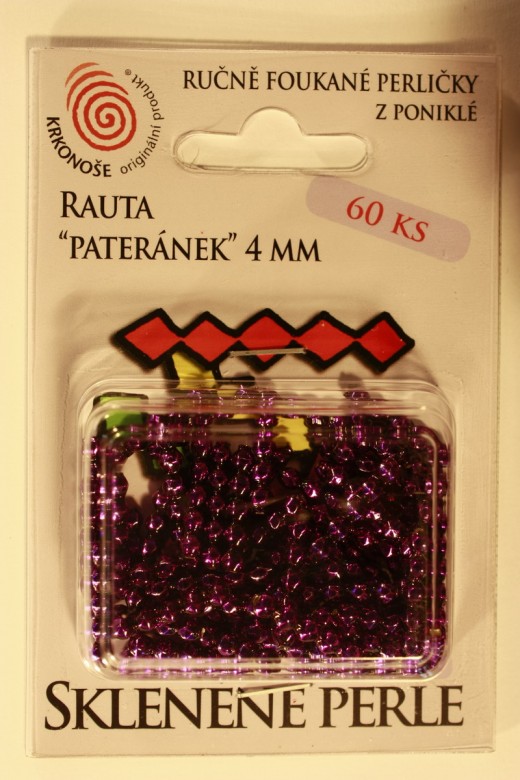 RUČNĚ FOUKANÉ PERLIČKY
Z PONIKLÉ
KRKONOŠE
originální produkt®
RAUTA
60 KS
“PATERÁNEK” 4 MM
SKLENĚNÉ PERLE